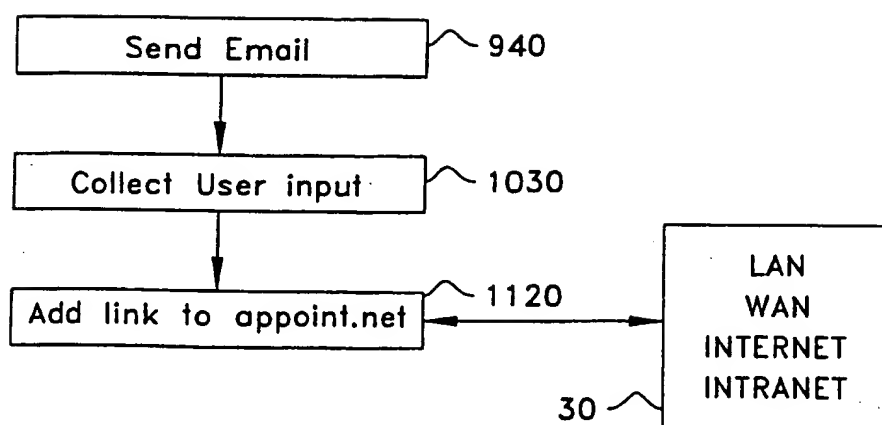 Send Email
940
Collect User input
1030
Add link to appoint.net
1120
LAN
WAN
INTERNET
INTRANET
30